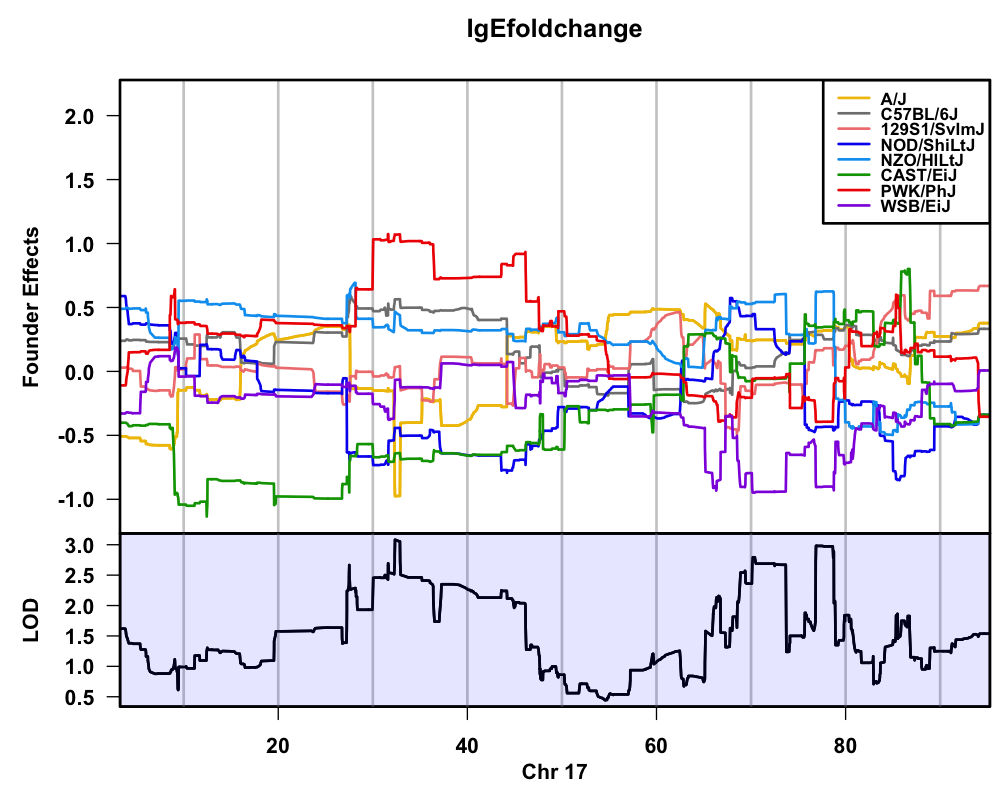 IgEfoldchange
A/J
C57BL/6J
129S1/SvImJ
NOD/ShiLtJ
NZO/HlLtJ
CAST/EiJ
PWK/PhJ
WSB/EiJ
Founder Effects
2.0
1.5
1.0
0.5
0.0
-0.5
-1.0
LOD
3.0
2.5
2.0
1.5
1.0
0.5
20 40 60 80
Chr 17